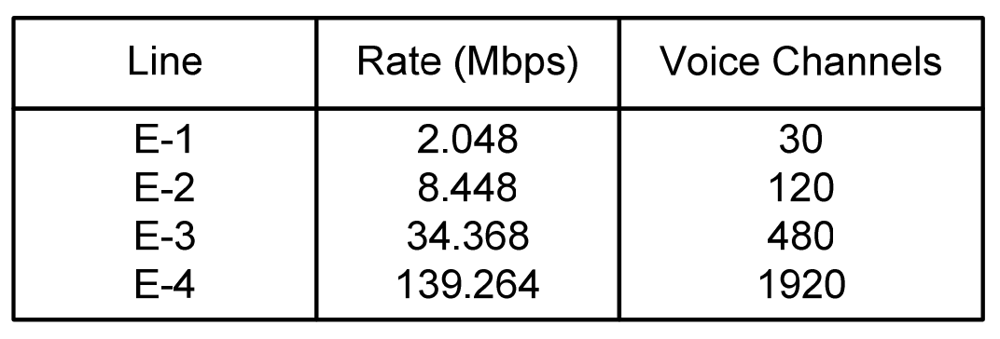 Line Rate (Mbps) Voice Channels
E-1 2.048 30
E-2 8.448 120
E-3 34.368 480
E-4 139.264 1920